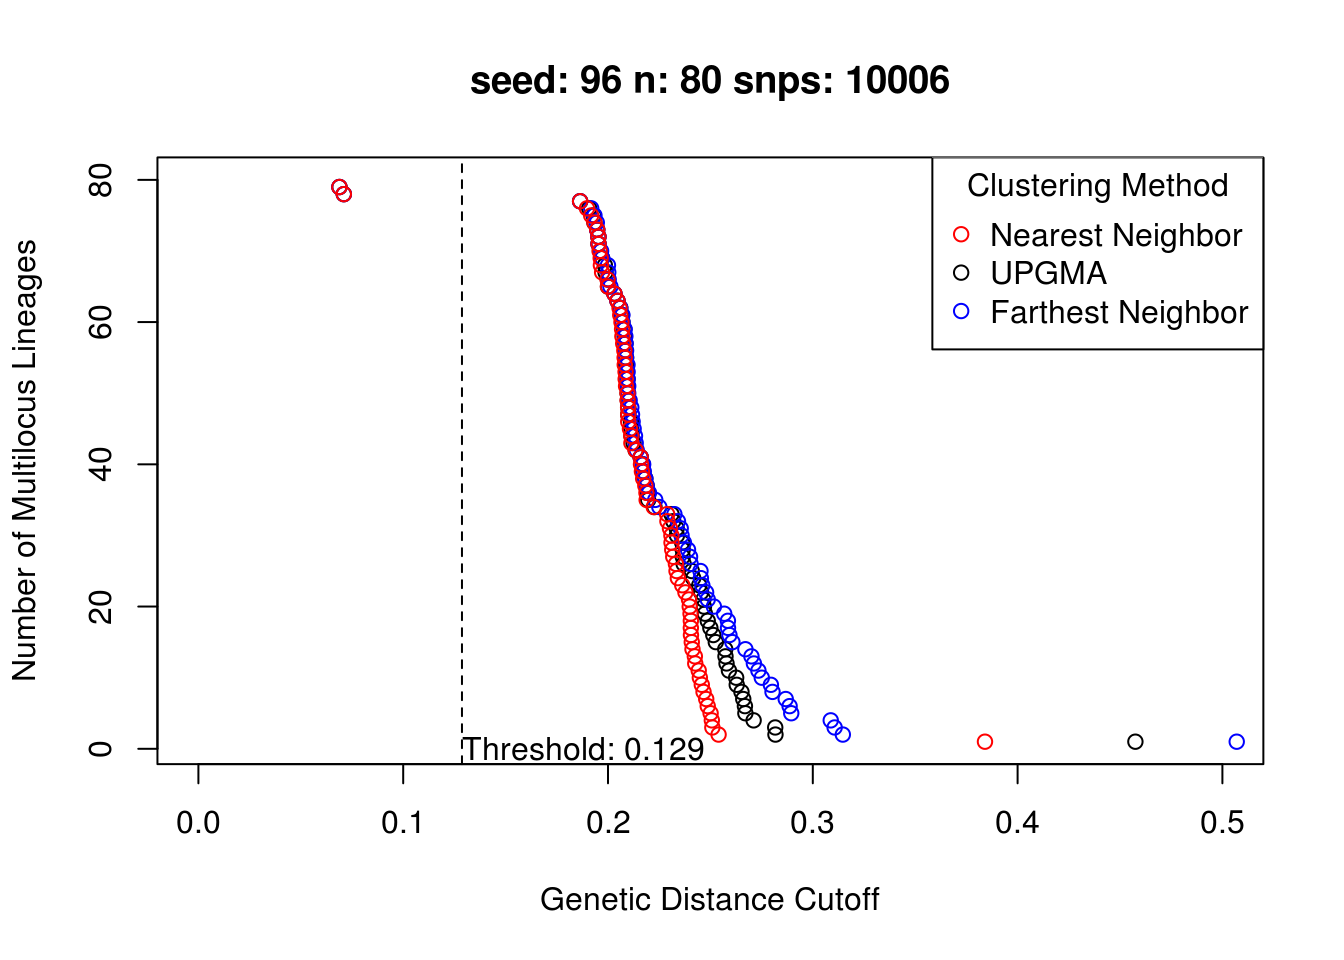 seed: 96 n: 80 snps: 10006
Clustering Method
Nearest Neighbor
UPGMA
Farthest Neighbor
Number of Multilocus Lineages
80
60
40
20
0
Threshold: 0.129
0.0 0.1 0.2 0.3 0.4 0.5
Genetic Distance Cutoff